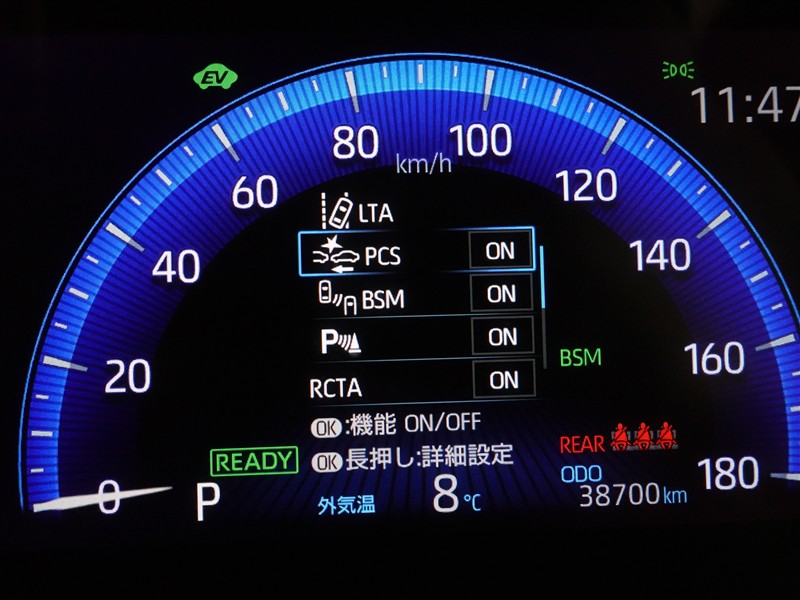 EV
11:47
80 100
km/h
60 120
LTA
40 140
PCS ON
BSM ON
P ON
20 BSM 160
RCTA ON
OK:機能 ON/OFF
READY OK長押し:詳細設定 REAR
0 P 外気温 8℃ ODO 180
38700km